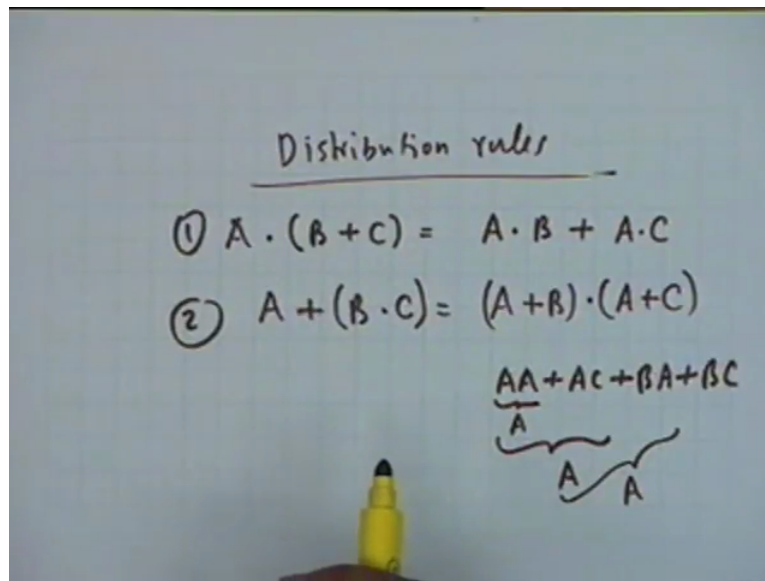 Distribution rules
① A . (B + C) = A . B + A . C
② A + (B . C) = (A+B) . (A+C)
AA + AC + BA + BC
A
A
A